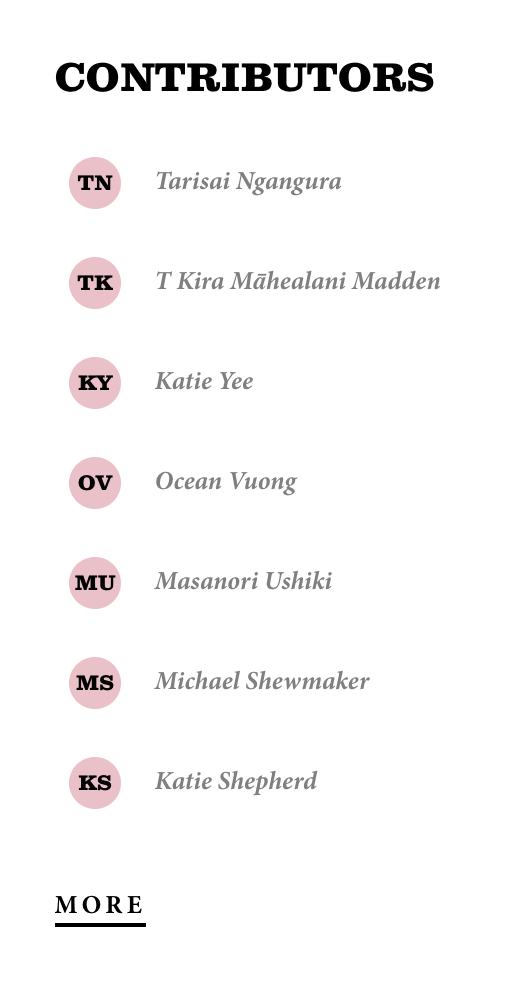 CONTRIBUTORS
TN Tarisai Ngangura
TK T Kira Māhealani Madden
KY Katie Yee
OV Ocean Vuong
MU Masanori Ushiki
MS Michael Shewmaker
KS Katie Shepherd
MORE